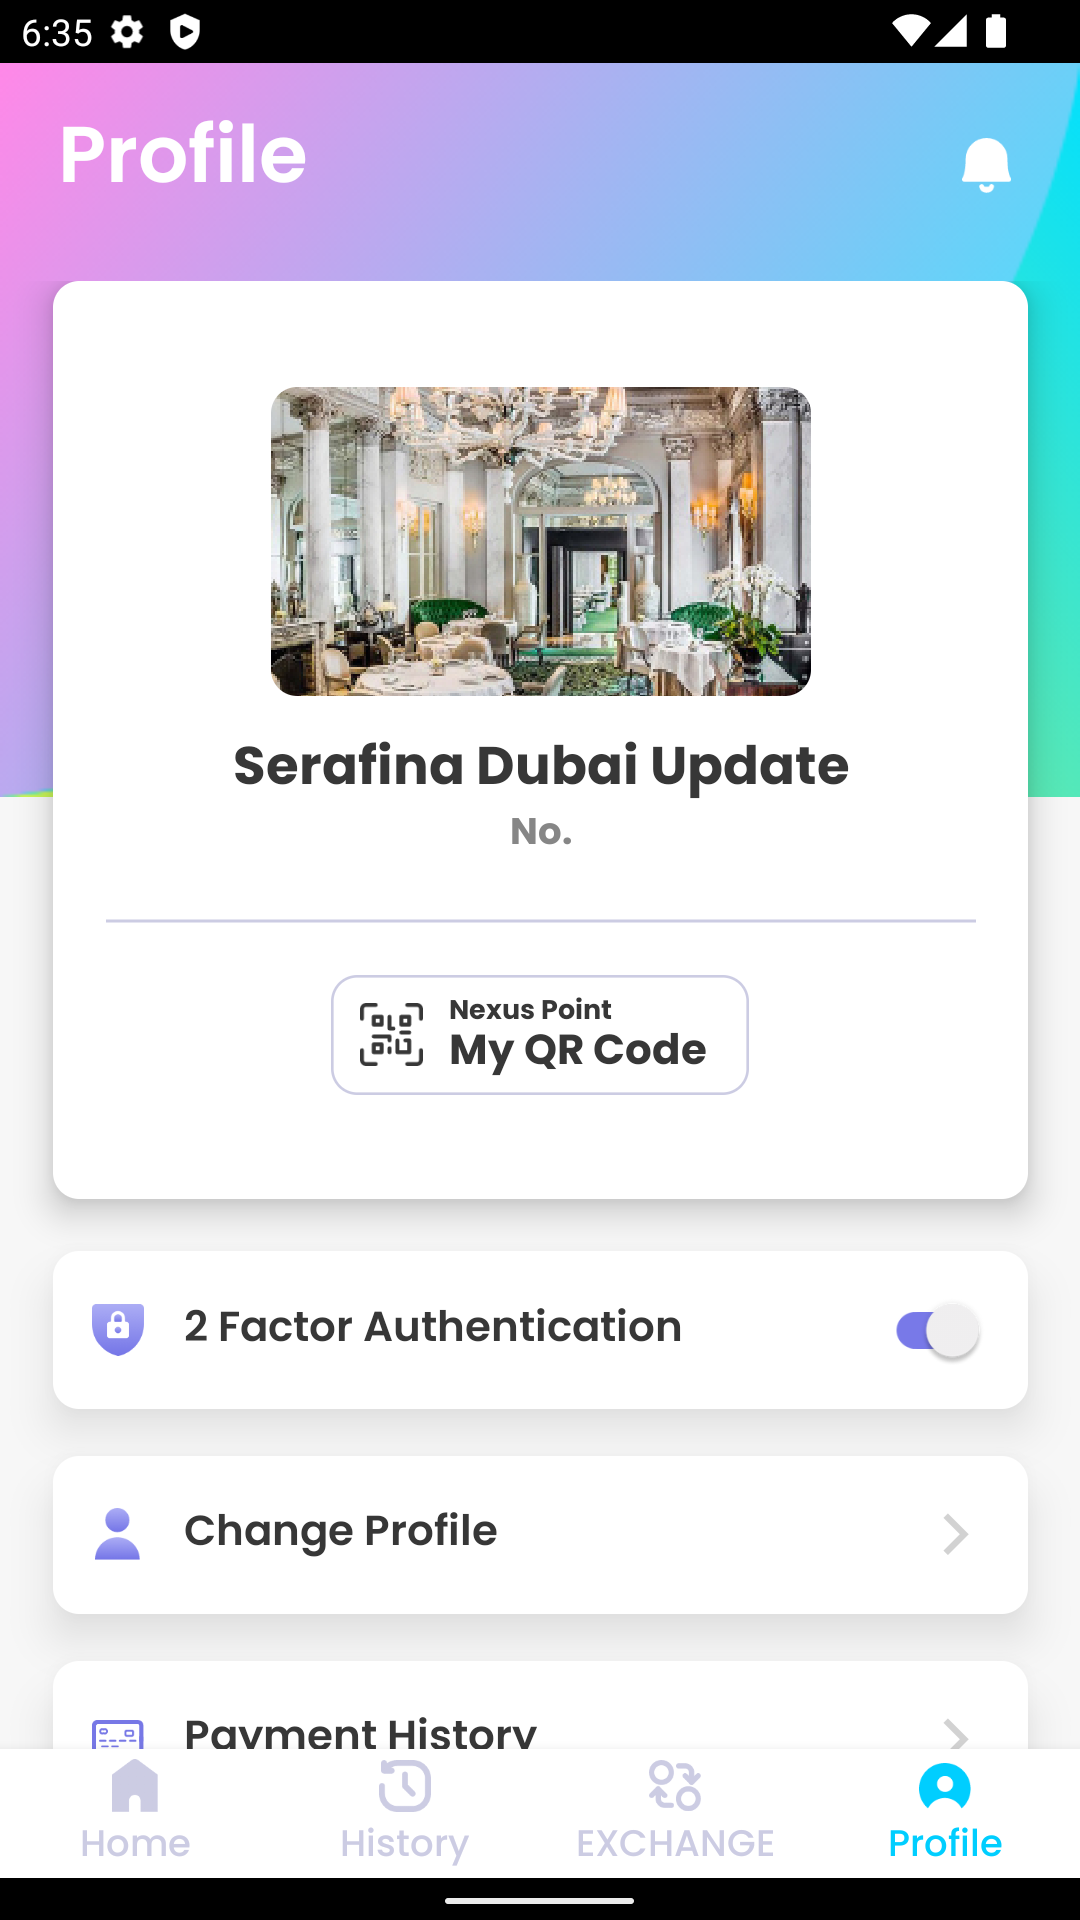 6:35
Profile
Serafina Dubai Update
No.
Nexus Point
My QR Code
2 Factor Authentication
Change Profile
Payment History
Home
History
EXCHANGE
Profile